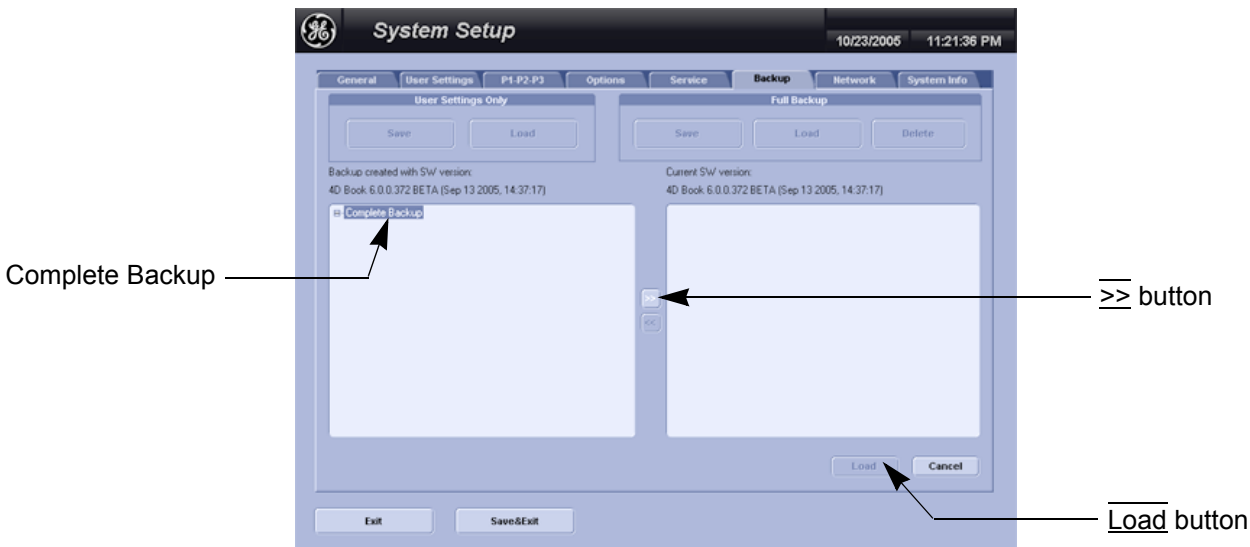 System Setup
10/23/2005 11:21:36 PM
General User Settings P1-P2-P3 Options Service Backup Network System Info
User Settings Only Full Backup
Save Load Save Load Delete
Backup created with SW version: Current SW version:
4D Book 6.0.0.372 BETA (Sep 13 2005, 14:37:17) 4D Book 6.0.0.372 BETA (Sep 13 2005, 14:37:17)
Complete Backup
Complete Backup
>>
>> button
<<
Load Cancel
Load button
Exit Save&Exit